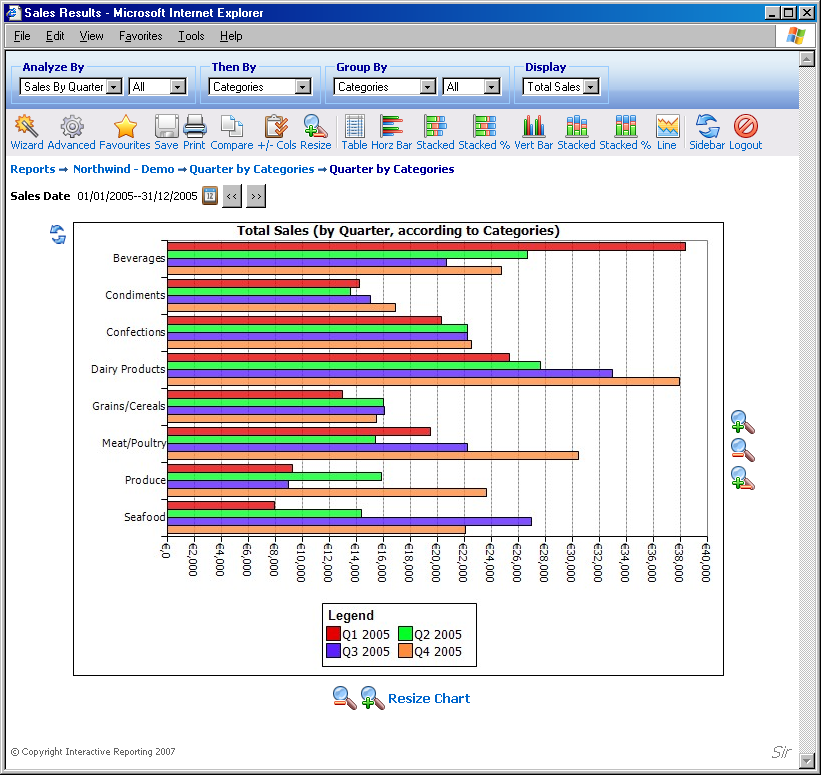 Sales Results - Microsoft Internet Explorer
File Edit View Favorites Tools Help
Analyze By Then By Group By Display
Sales By Quarter All Categories Categories All Total Sales
Wizard Advanced Favourites Save Print Compare +/- Cols Resize Table Horz Bar Stacked Stacked % Vert Bar Stacked Stacked % Line Sidebar Logout
Reports → Northwind - Demo → Quarter by Categories → Quarter by Categories
Sales Date 01/01/2005--31/12/2005 12 << >>
Total Sales (by Quarter, according to Categories)
Beverages
Condiments
Confections
Dairy Products
Grains/Cereals
Meat/Poultry
Produce
Seafood
€,0 €2,000 €4,000 €6,000 €8,000 €10,000 €12,000 €14,000 €16,000 €18,000 €20,000 €22,000 €24,000 €26,000 €28,000 €30,000 €32,000 €34,000 €36,000 €38,000 €40,000
Legend
Q1 2005 Q2 2005
Q3 2005 Q4 2005
Resize Chart
© Copyright Interactive Reporting 2007
Sir